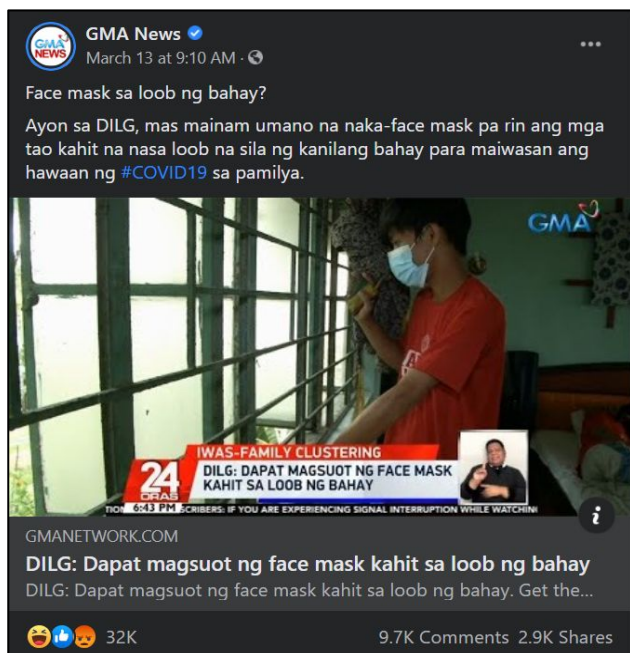 GMA NEWS
GMA News
March 13 at 9:10 AM ·
Face mask sa loob ng bahay?
Ayon sa DILG, mas mainam umano na naka-face mask pa rin ang mga
tao kahit na nasa loob na sila ng kanilang bahay para maiwasan ang
hawaan ng #COVID19 sa pamilya.
GMA
IWAS-FAMILY CLUSTERING
24 ORAS
DILG: DAPAT MAGSUOT NG FACE MASK
KAHIT SA LOOB NG BAHAY
6:43 PM
SCRIBERS: IF YOU ARE EXPERIENCING SIGNAL INTERRUPTION WHILE WATCHIN
GMANETWORK.COM
DILG: Dapat magsuot ng face mask kahit sa loob ng bahay
DILG: Dapat magsuot ng face mask kahit sa loob ng bahay. Get the...
32K
9.7K Comments 2.9K Shares